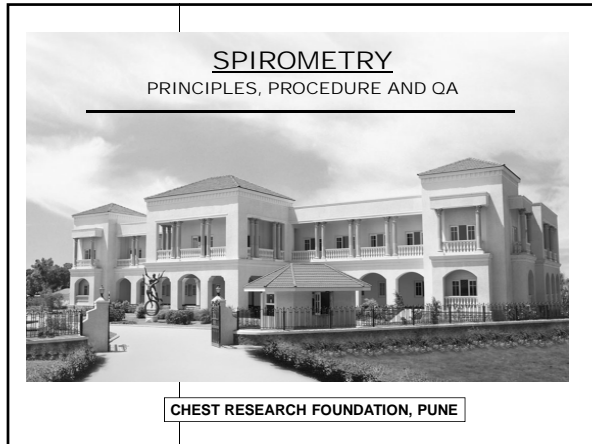 SPIROMETRY
PRINCIPLES, PROCEDURE AND QA
CHEST RESEARCH FOUNDATION, PUNE